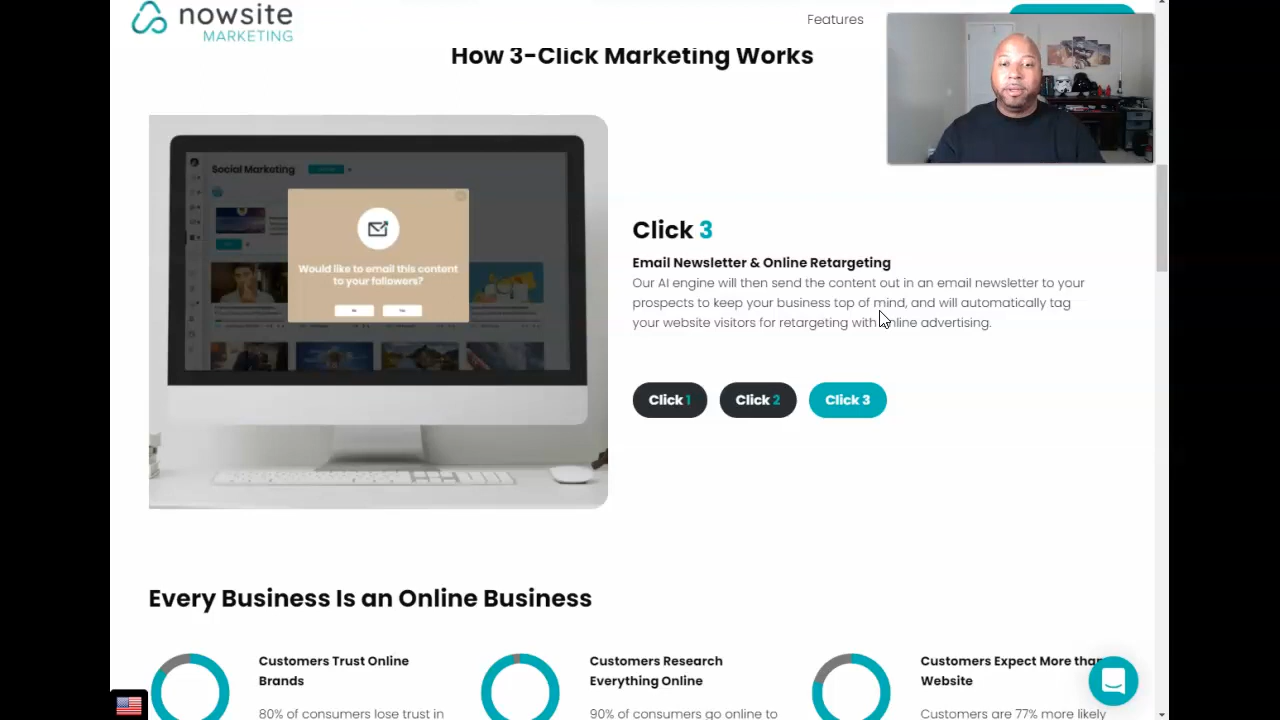 nowsite
MARKETING
Features
How 3-Click Marketing Works
Social Marketing
Would like to email this content
to your followers?
Click 3
Email Newsletter & Online Retargeting
Our AI engine will then send the content out in an email newsletter to your
prospects to keep your business top of mind, and will automatically tag
your website visitors for retargeting with online advertising.
Click 1 Click 2 Click 3
Every Business Is an Online Business
Customers Trust Online
Brands
80% of consumers lose trust in
Customers Research
Everything Online
90% of consumers go online to
Customers Expect More than
Website
Customers are 77% more likely